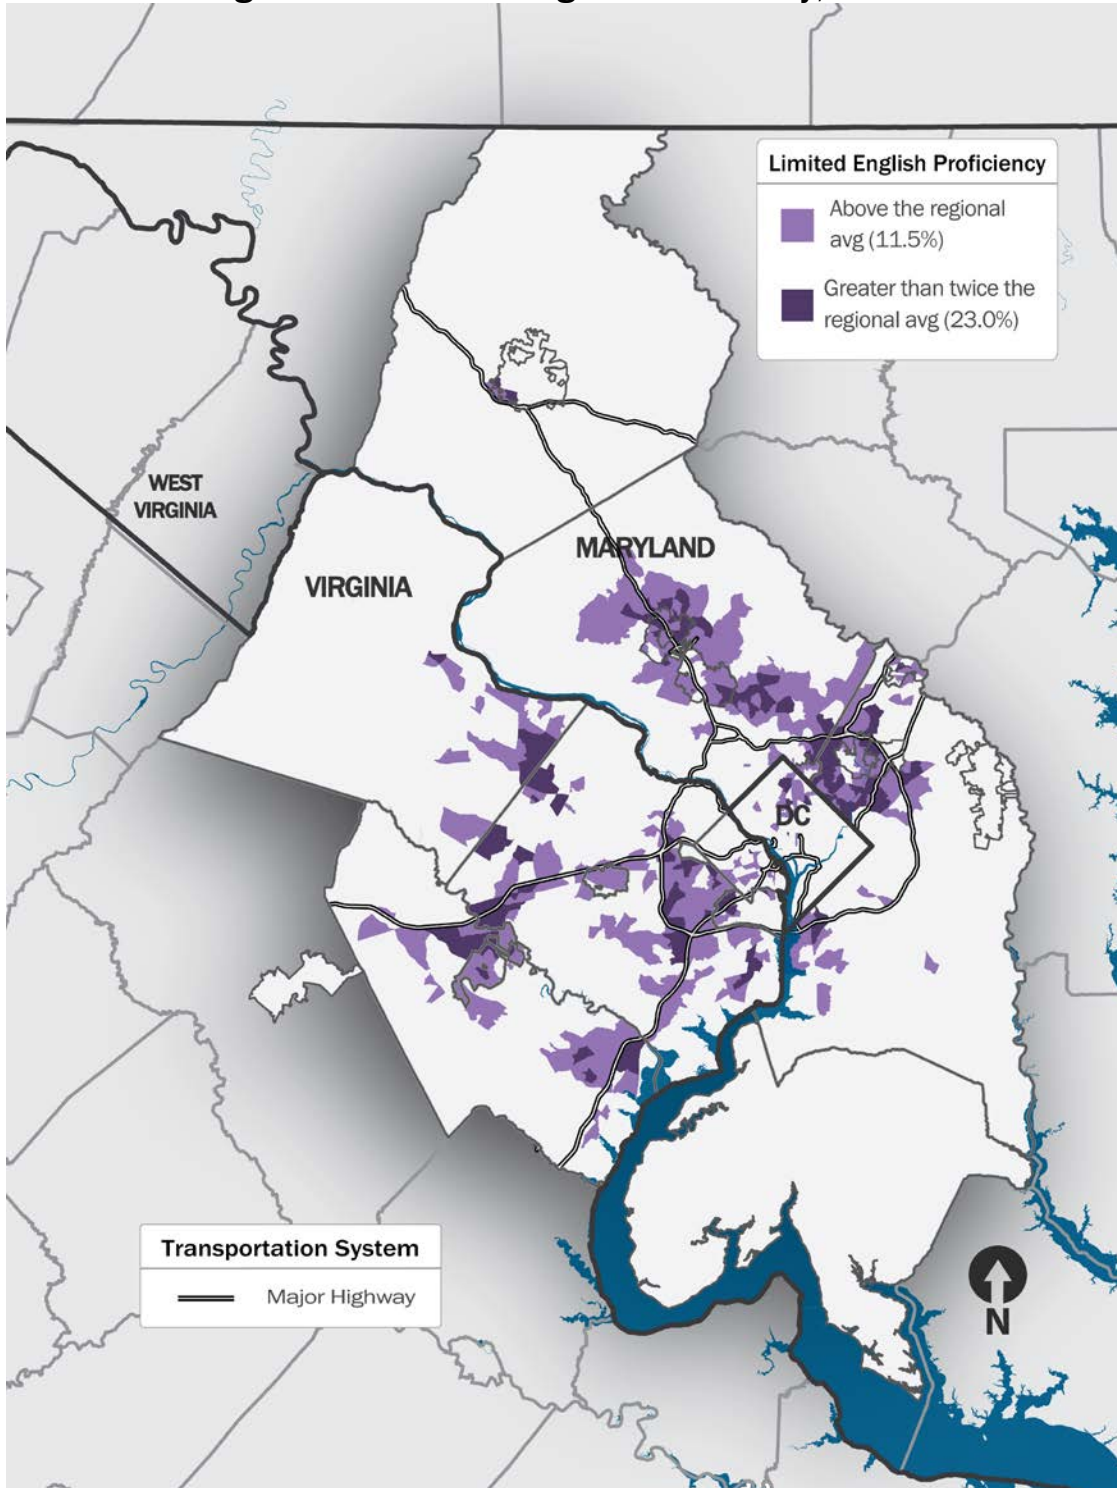 Limited English Proficiency
Above the regional
avg (11.5%)
Greater than twice the
regional avg (23.0%)
WEST
VIRGINIA
MARYLAND
VIRGINIA
DC
Transportation System
Major Highway
N